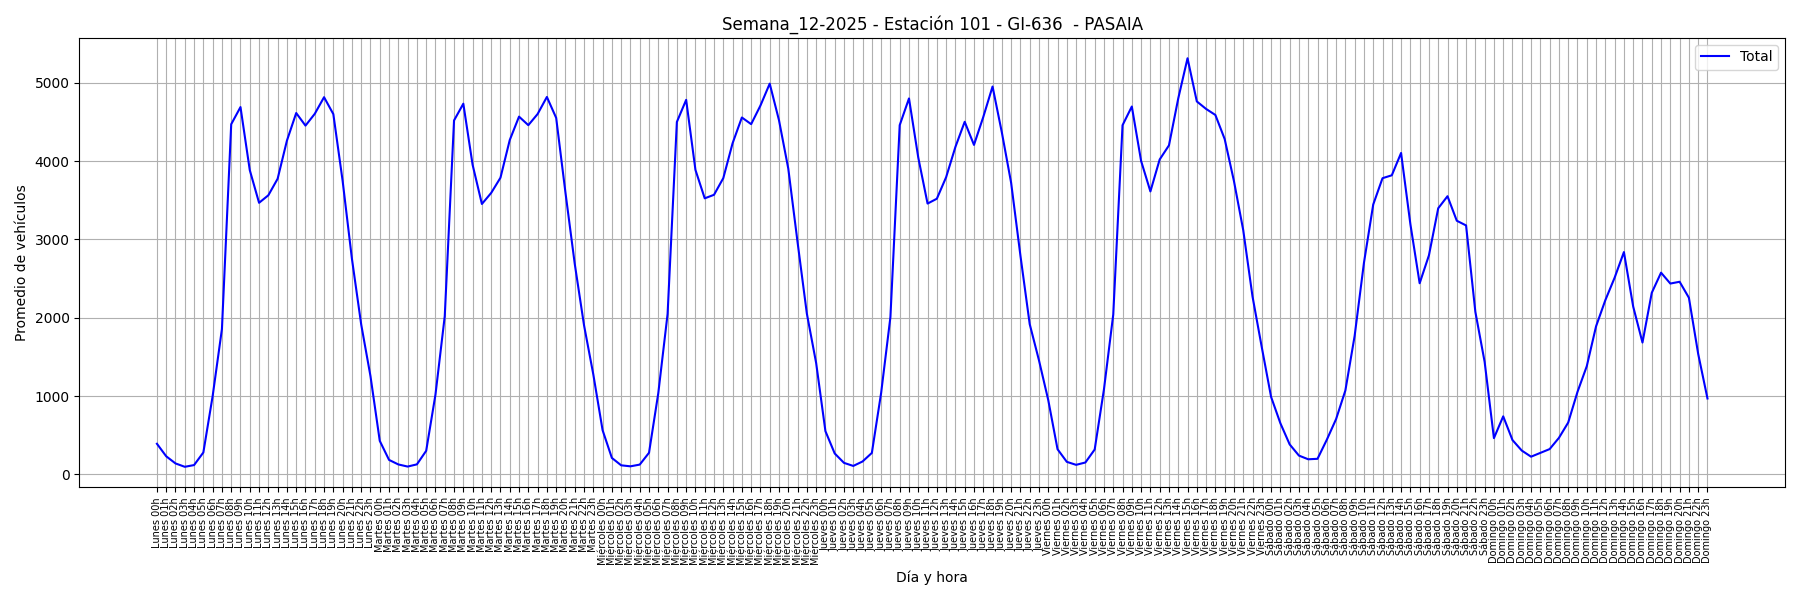 Semana_12-2025 - Estación 101 - GI-636 - PASAIA
Total
Promedio de vehículos
5000
4000
3000
2000
1000
0
Lunes 00h
Lunes 01h
Lunes 02h
Lunes 03h
Lunes 04h
Lunes 05h
Lunes 06h
Lunes 07h
Lunes 08h
Lunes 09h
Lunes 10h
Lunes 11h
Lunes 12h
Lunes 13h
Lunes 14h
Lunes 15h
Lunes 16h
Lunes 17h
Lunes 18h
Lunes 19h
Lunes 20h
Lunes 21h
Lunes 22h
Lunes 23h
Martes 00h
Martes 01h
Martes 02h
Martes 03h
Martes 04h
Martes 05h
Martes 06h
Martes 07h
Martes 08h
Martes 09h
Martes 10h
Martes 11h
Martes 12h
Martes 13h
Martes 14h
Martes 15h
Martes 16h
Martes 17h
Martes 18h
Martes 19h
Martes 20h
Martes 21h
Martes 22h
Martes 23h
Miércoles 00h
Miércoles 01h
Miércoles 02h
Miércoles 03h
Miércoles 04h
Miércoles 05h
Miércoles 06h
Miércoles 07h
Miércoles 08h
Miércoles 09h
Miércoles 10h
Miércoles 11h
Miércoles 12h
Miércoles 13h
Miércoles 14h
Miércoles 15h
Miércoles 16h
Miércoles 17h
Miércoles 18h
Miércoles 19h
Miércoles 20h
Miércoles 21h
Miércoles 22h
Miércoles 23h
Jueves 00h
Jueves 01h
Jueves 02h
Jueves 03h
Jueves 04h
Jueves 05h
Jueves 06h
Jueves 07h
Jueves 08h
Jueves 09h
Jueves 10h
Jueves 11h
Jueves 12h
Jueves 13h
Jueves 14h
Jueves 15h
Jueves 16h
Jueves 17h
Jueves 18h
Jueves 19h
Jueves 20h
Jueves 21h
Jueves 22h
Jueves 23h
Viernes 00h
Viernes 01h
Viernes 02h
Viernes 03h
Viernes 04h
Viernes 05h
Viernes 06h
Viernes 07h
Viernes 08h
Viernes 09h
Viernes 10h
Viernes 11h
Viernes 12h
Viernes 13h
Viernes 14h
Viernes 15h
Viernes 16h
Viernes 17h
Viernes 18h
Viernes 19h
Viernes 20h
Viernes 21h
Viernes 22h
Viernes 23h
Sábado 00h
Sábado 01h
Sábado 02h
Sábado 03h
Sábado 04h
Sábado 05h
Sábado 06h
Sábado 07h
Sábado 08h
Sábado 09h
Sábado 10h
Sábado 11h
Sábado 12h
Sábado 13h
Sábado 14h
Sábado 15h
Sábado 16h
Sábado 17h
Sábado 18h
Sábado 19h
Sábado 20h
Sábado 21h
Sábado 22h
Sábado 23h
Domingo 00h
Domingo 01h
Domingo 02h
Domingo 03h
Domingo 04h
Domingo 05h
Domingo 06h
Domingo 07h
Domingo 08h
Domingo 09h
Domingo 10h
Domingo 11h
Domingo 12h
Domingo 13h
Domingo 14h
Domingo 15h
Domingo 16h
Domingo 17h
Domingo 18h
Domingo 19h
Domingo 20h
Domingo 21h
Domingo 22h
Domingo 23h
Día y hora